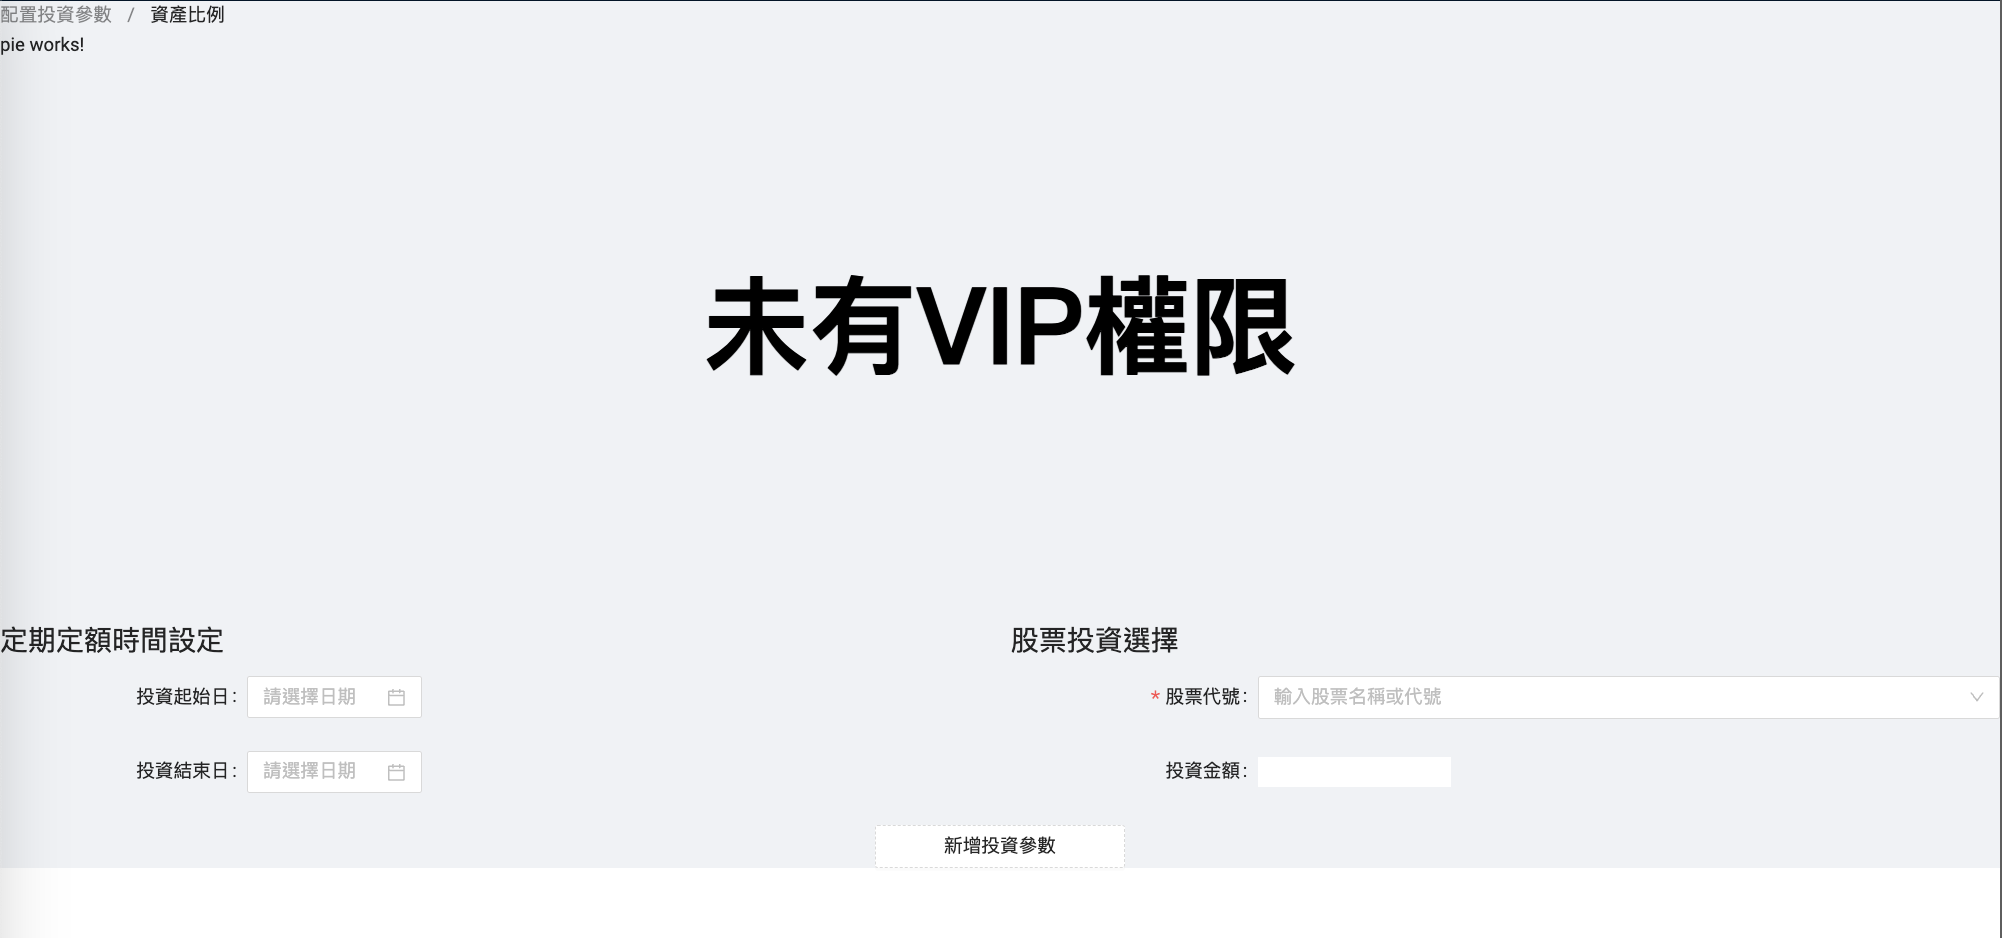 配置投資參數 / 資產比例
pie works!
未有VIP權限
定期定額時間設定
投資起始日: 請選擇日期
投資結束日: 請選擇日期
股票投資選擇
* 股票代號: 輸入股票名稱或代號
投資金額:
新增投資參數